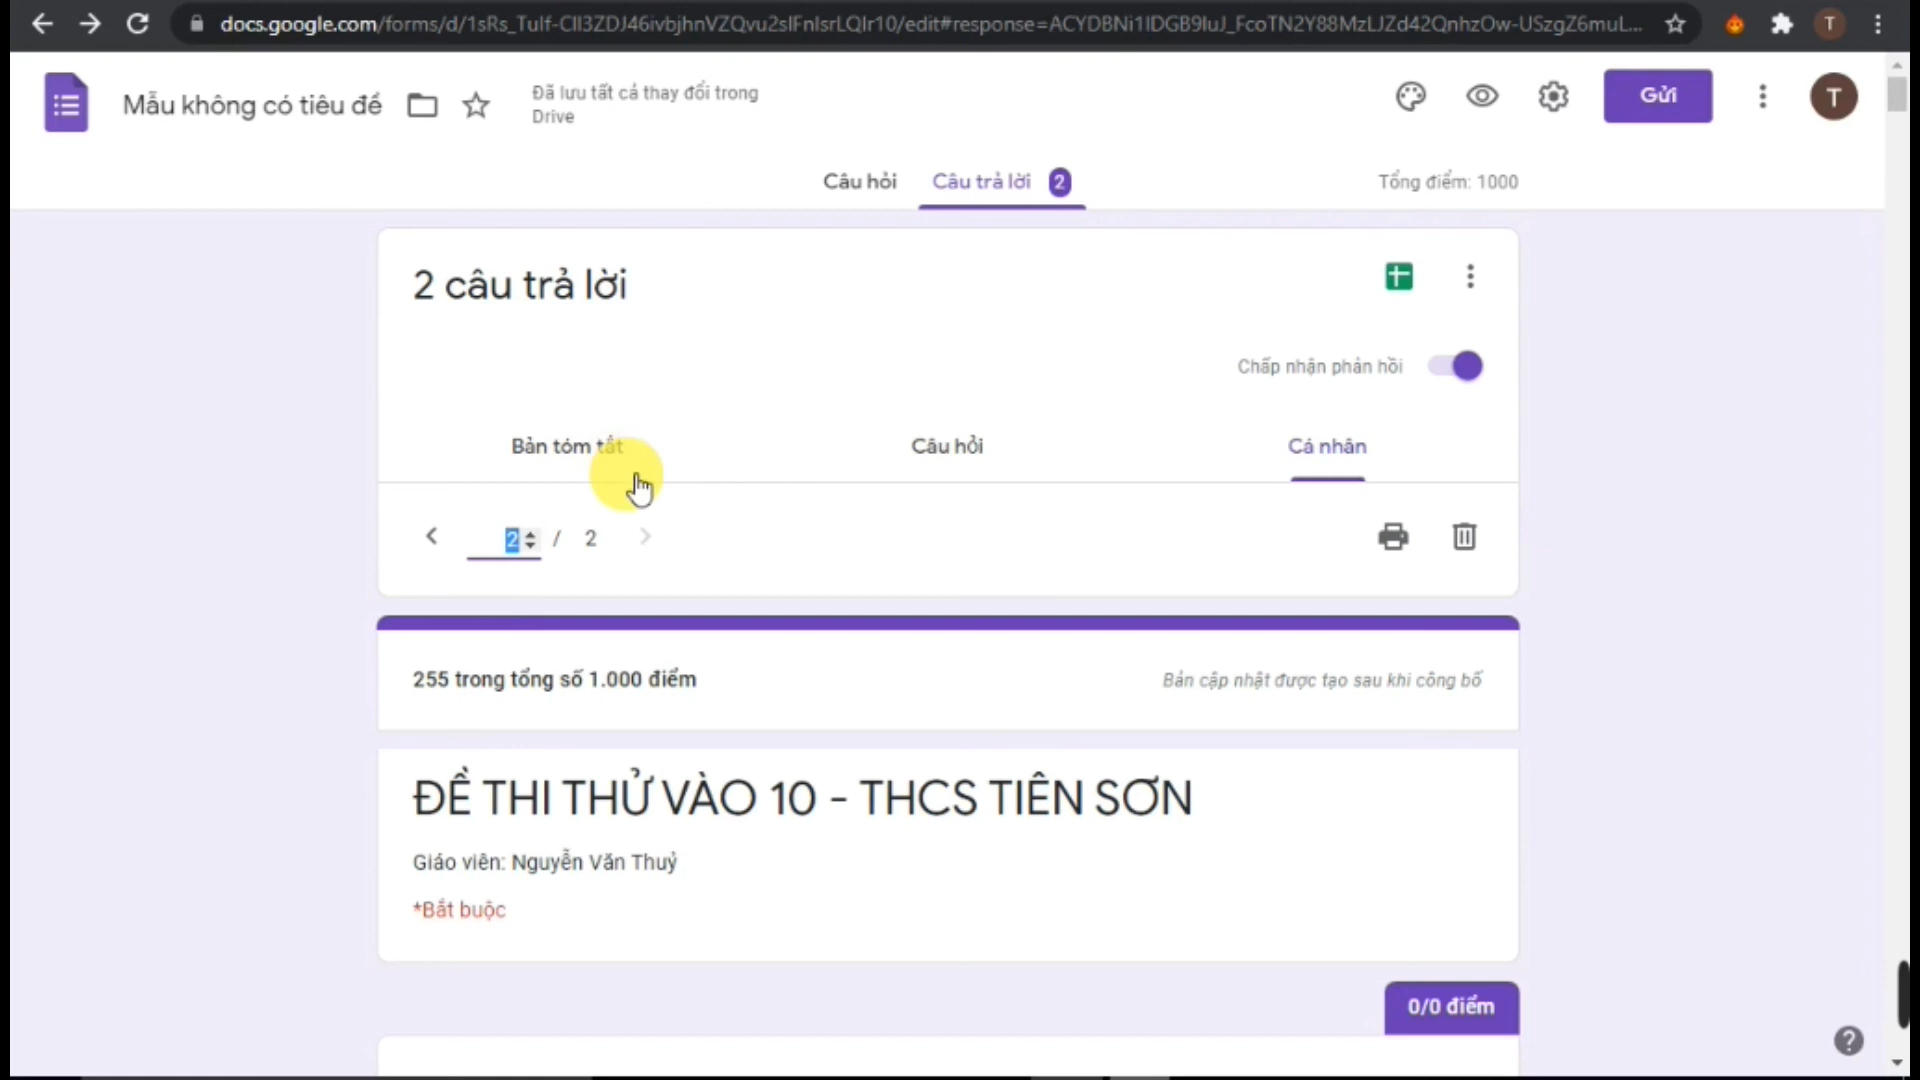 docs.google.com/forms/d/1sRs_Tulf-CII3ZDJ46ivbjhnVZQvu2sIFnIsrLQIr10/edit#response=ACYDBNi1IDGB9IuJ_FcoTN2Y88MzLJZd42QnhzOw-USzgZ6muL...
T
Mẫu không có tiêu đề
Đã lưu tất cả thay đổi trong
Drive
Gửi
T
Câu hỏi
Câu trả lời 2
Tổng điểm: 1000
2 câu trả lời
Chấp nhận phản hồi
Bản tóm tắt
Câu hỏi
Cá nhân
2 / 2
255 trong tổng số 1.000 điểm
Bản cập nhật được tạo sau khi công bố
ĐỀ THI THỬ VÀO 10 - THCS TIÊN SƠN
Giáo viên: Nguyễn Văn Thuỷ
*Bắt buộc
0/0 điểm